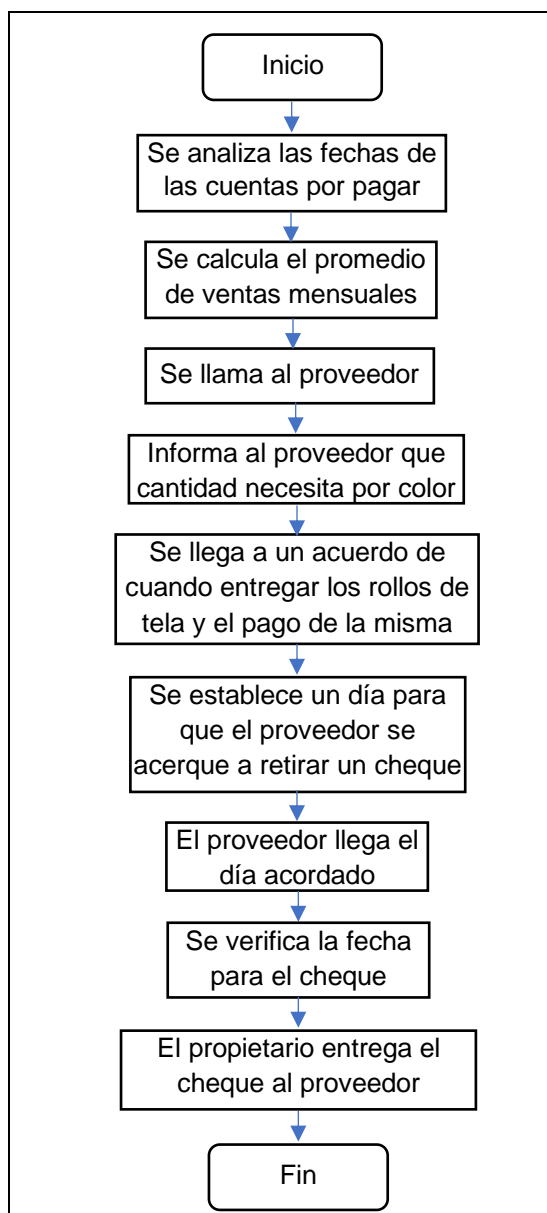 Inicio
Se analiza las fechas de
las cuentas por pagar
Se calcula el promedio
de ventas mensuales
Se llama al proveedor
Informa al proveedor que
cantidad necesita por color
Se llega a un acuerdo de
cuando entregar los rollos de
tela y el pago de la misma
Se establece un día para
que el proveedor se
acerque a retirar un cheque
El proveedor llega el
día acordado
Se verifica la fecha
para el cheque
El propietario entrega el
cheque al proveedor
Fin